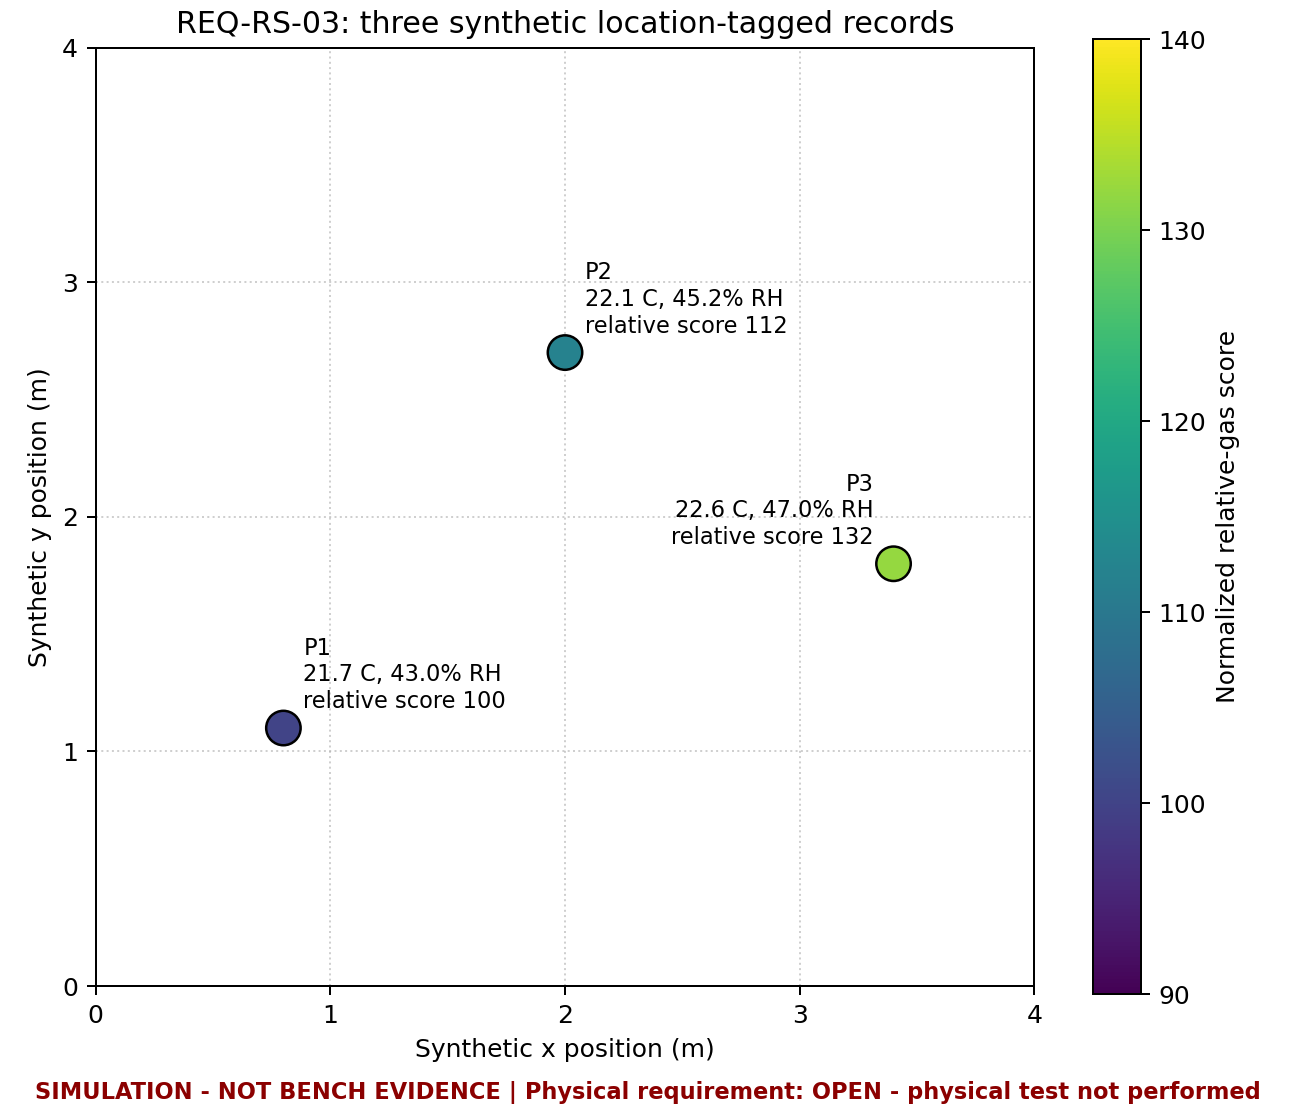 REQ-RS-03: three synthetic location-tagged records
4
3
2
1
0
0
1
2
3
4
Synthetic y position (m)
Synthetic x position (m)
P2
22.1 C, 45.2% RH
relative score 112
P3
22.6 C, 47.0% RH
relative score 132
P1
21.7 C, 43.0% RH
relative score 100
140
130
120
110
100
90
Normalized relative-gas score
SIMULATION - NOT BENCH EVIDENCE | Physical requirement: OPEN - physical test not performed